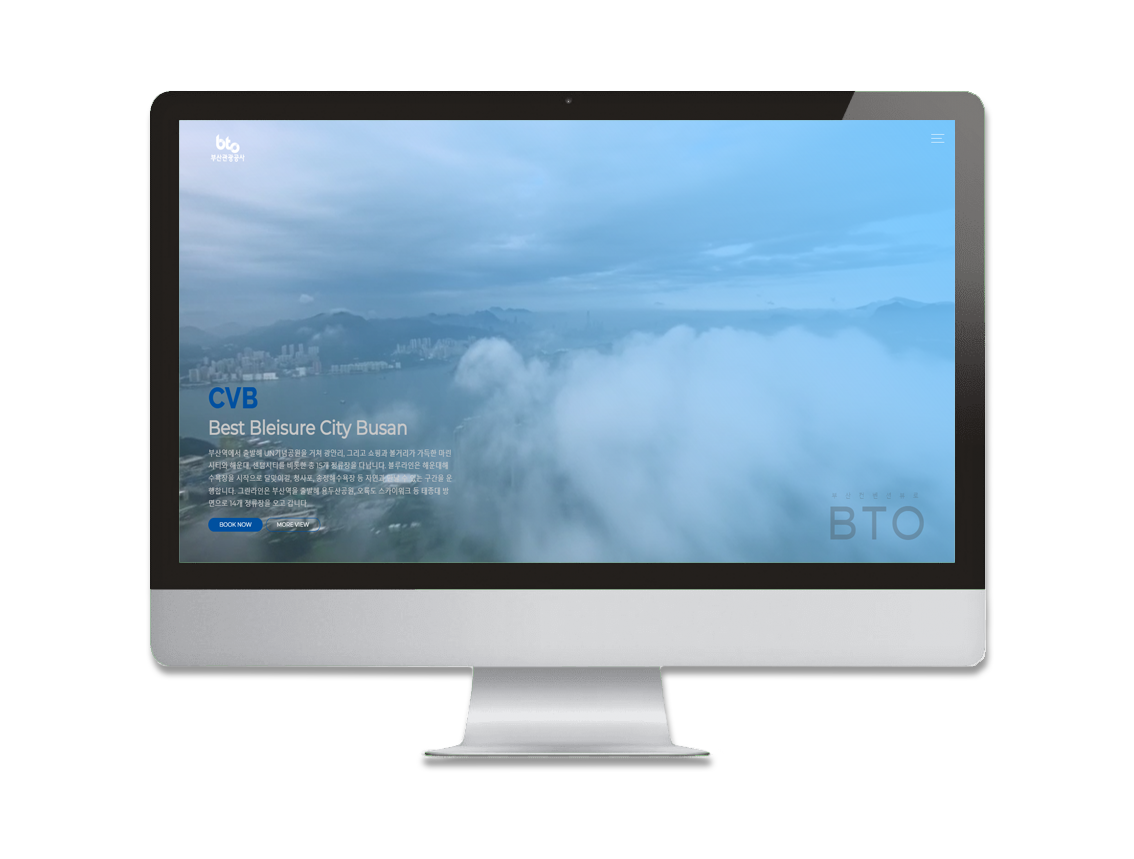 bto
부산관광공사
CVB
Best Bleisure City Busan
부산역에서 출발해 UN기념공원을 거쳐 광안리, 그리고 쇼핑과 볼거리가 가득한 마린
시티와 해운대, 센텀시티를 비롯한 총 15개 정류장을 다닙니다. 블루라인은 해운대해
수욕장을 시작으로 달맞이길, 청사포, 송정해수욕장 등 자연과 구간을 운
행합니다. 그린라인은 부산역을 출발해 용두산공원, 오륙도 스카이워크 등 태종대 방
면으로 14개 정류장을 오고 갑니다.
BOOK NOW MORE VIEW
BTO